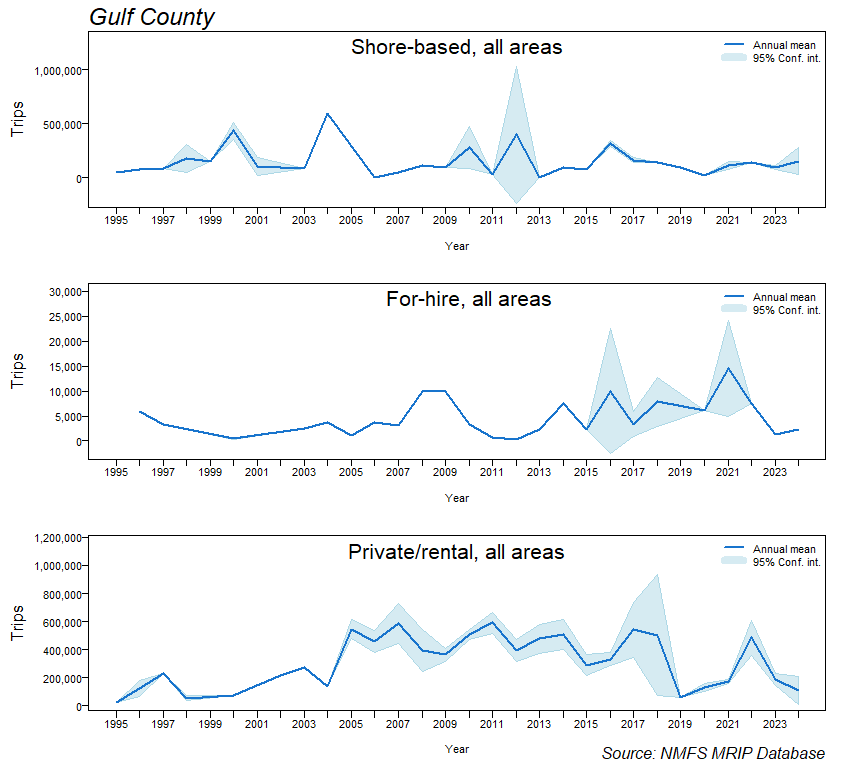 Gulf County
Shore-based, all areas
Annual mean
95% Conf. int.
Trips
1,000,000
500,000
0
1995 1997 1999 2001 2003 2005 2007 2009 2011 2013 2015 2017 2019 2021 2023
Year
For-hire, all areas
Annual mean
95% Conf. int.
Trips
30,000
25,000
20,000
15,000
10,000
5,000
0
1995 1997 1999 2001 2003 2005 2007 2009 2011 2013 2015 2017 2019 2021 2023
Year
Private/rental, all areas
Annual mean
95% Conf. int.
Trips
1,200,000
1,000,000
800,000
600,000
400,000
200,000
0
1995 1997 1999 2001 2003 2005 2007 2009 2011 2013 2015 2017 2019 2021 2023
Year
Source: NMFS MRIP Database